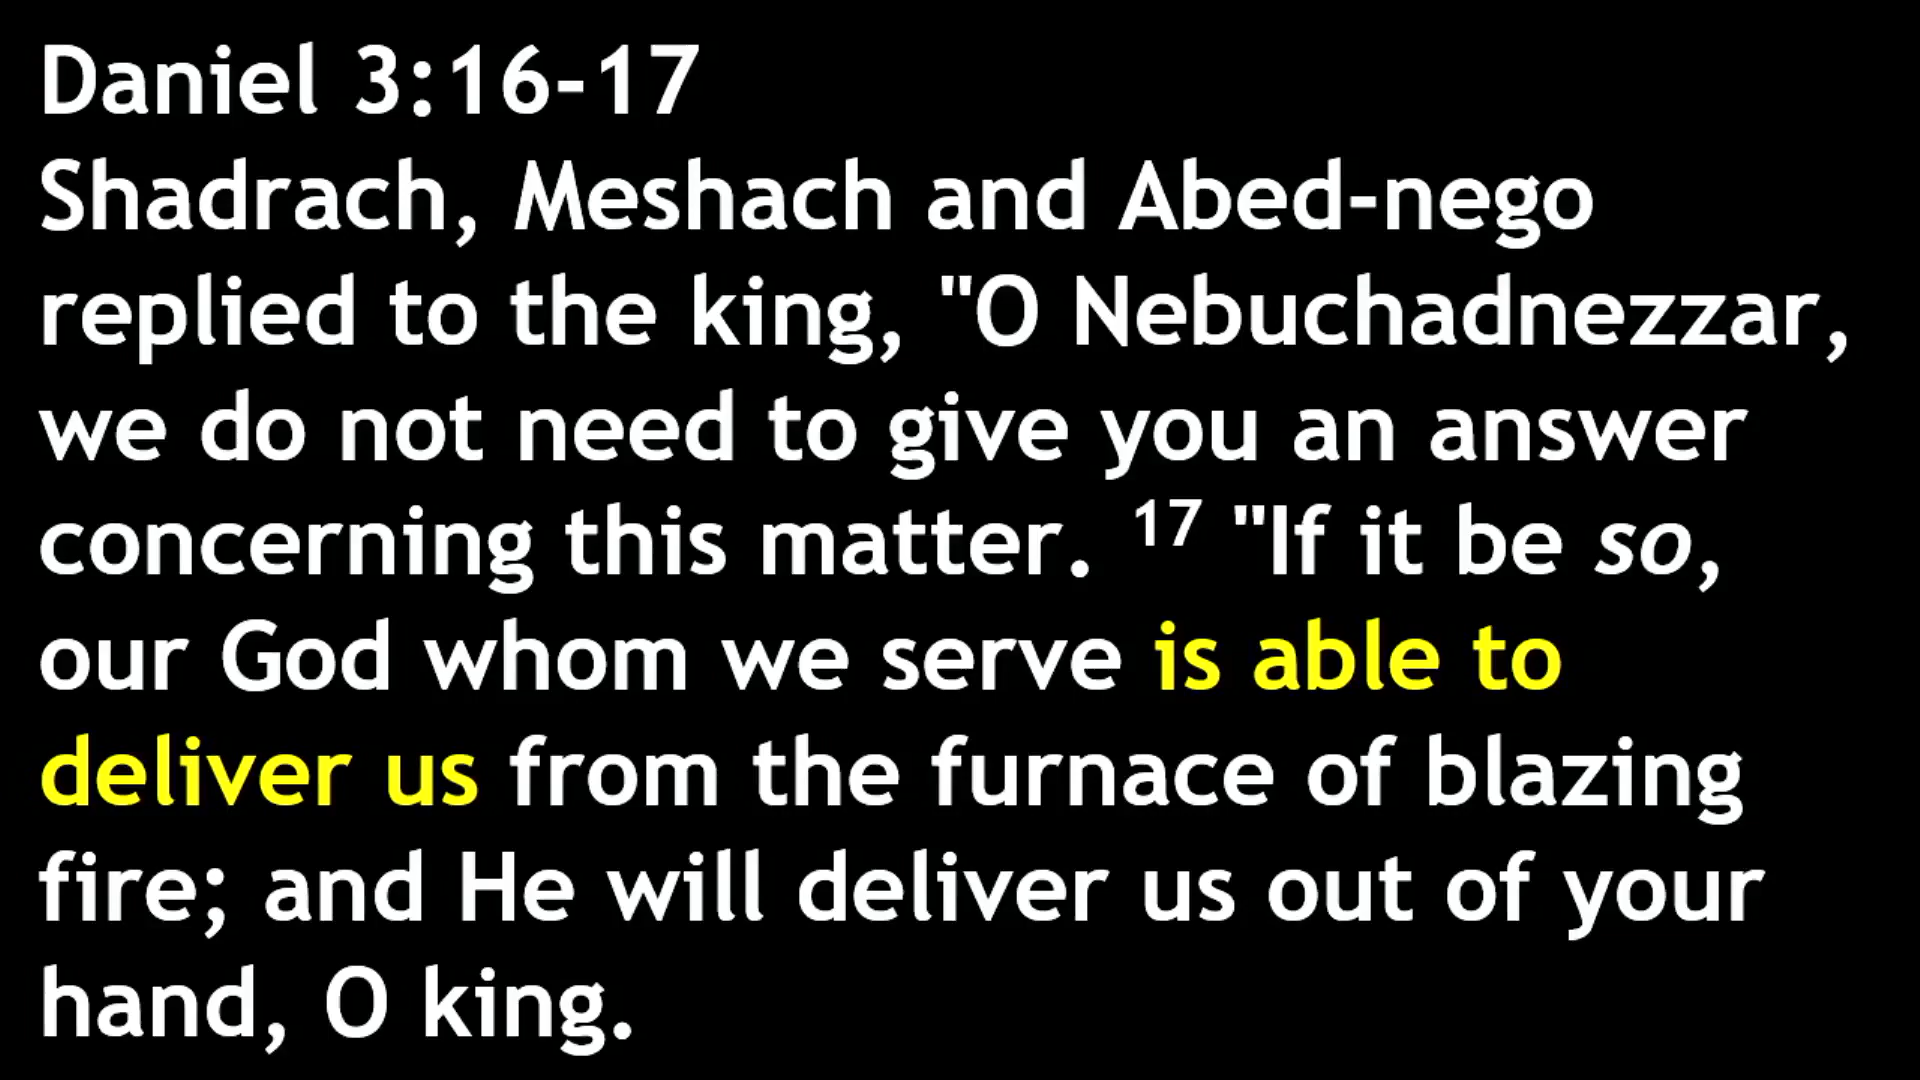 Daniel 3:16-17
Shadrach, Meshach and Abed-nego
replied to the king, "O Nebuchadnezzar,
we do not need to give you an answer
concerning this matter. 17 "If it be so,
our God whom we serve is able to
deliver us from the furnace of blazing
fire; and He will deliver us out of your
hand, O king.